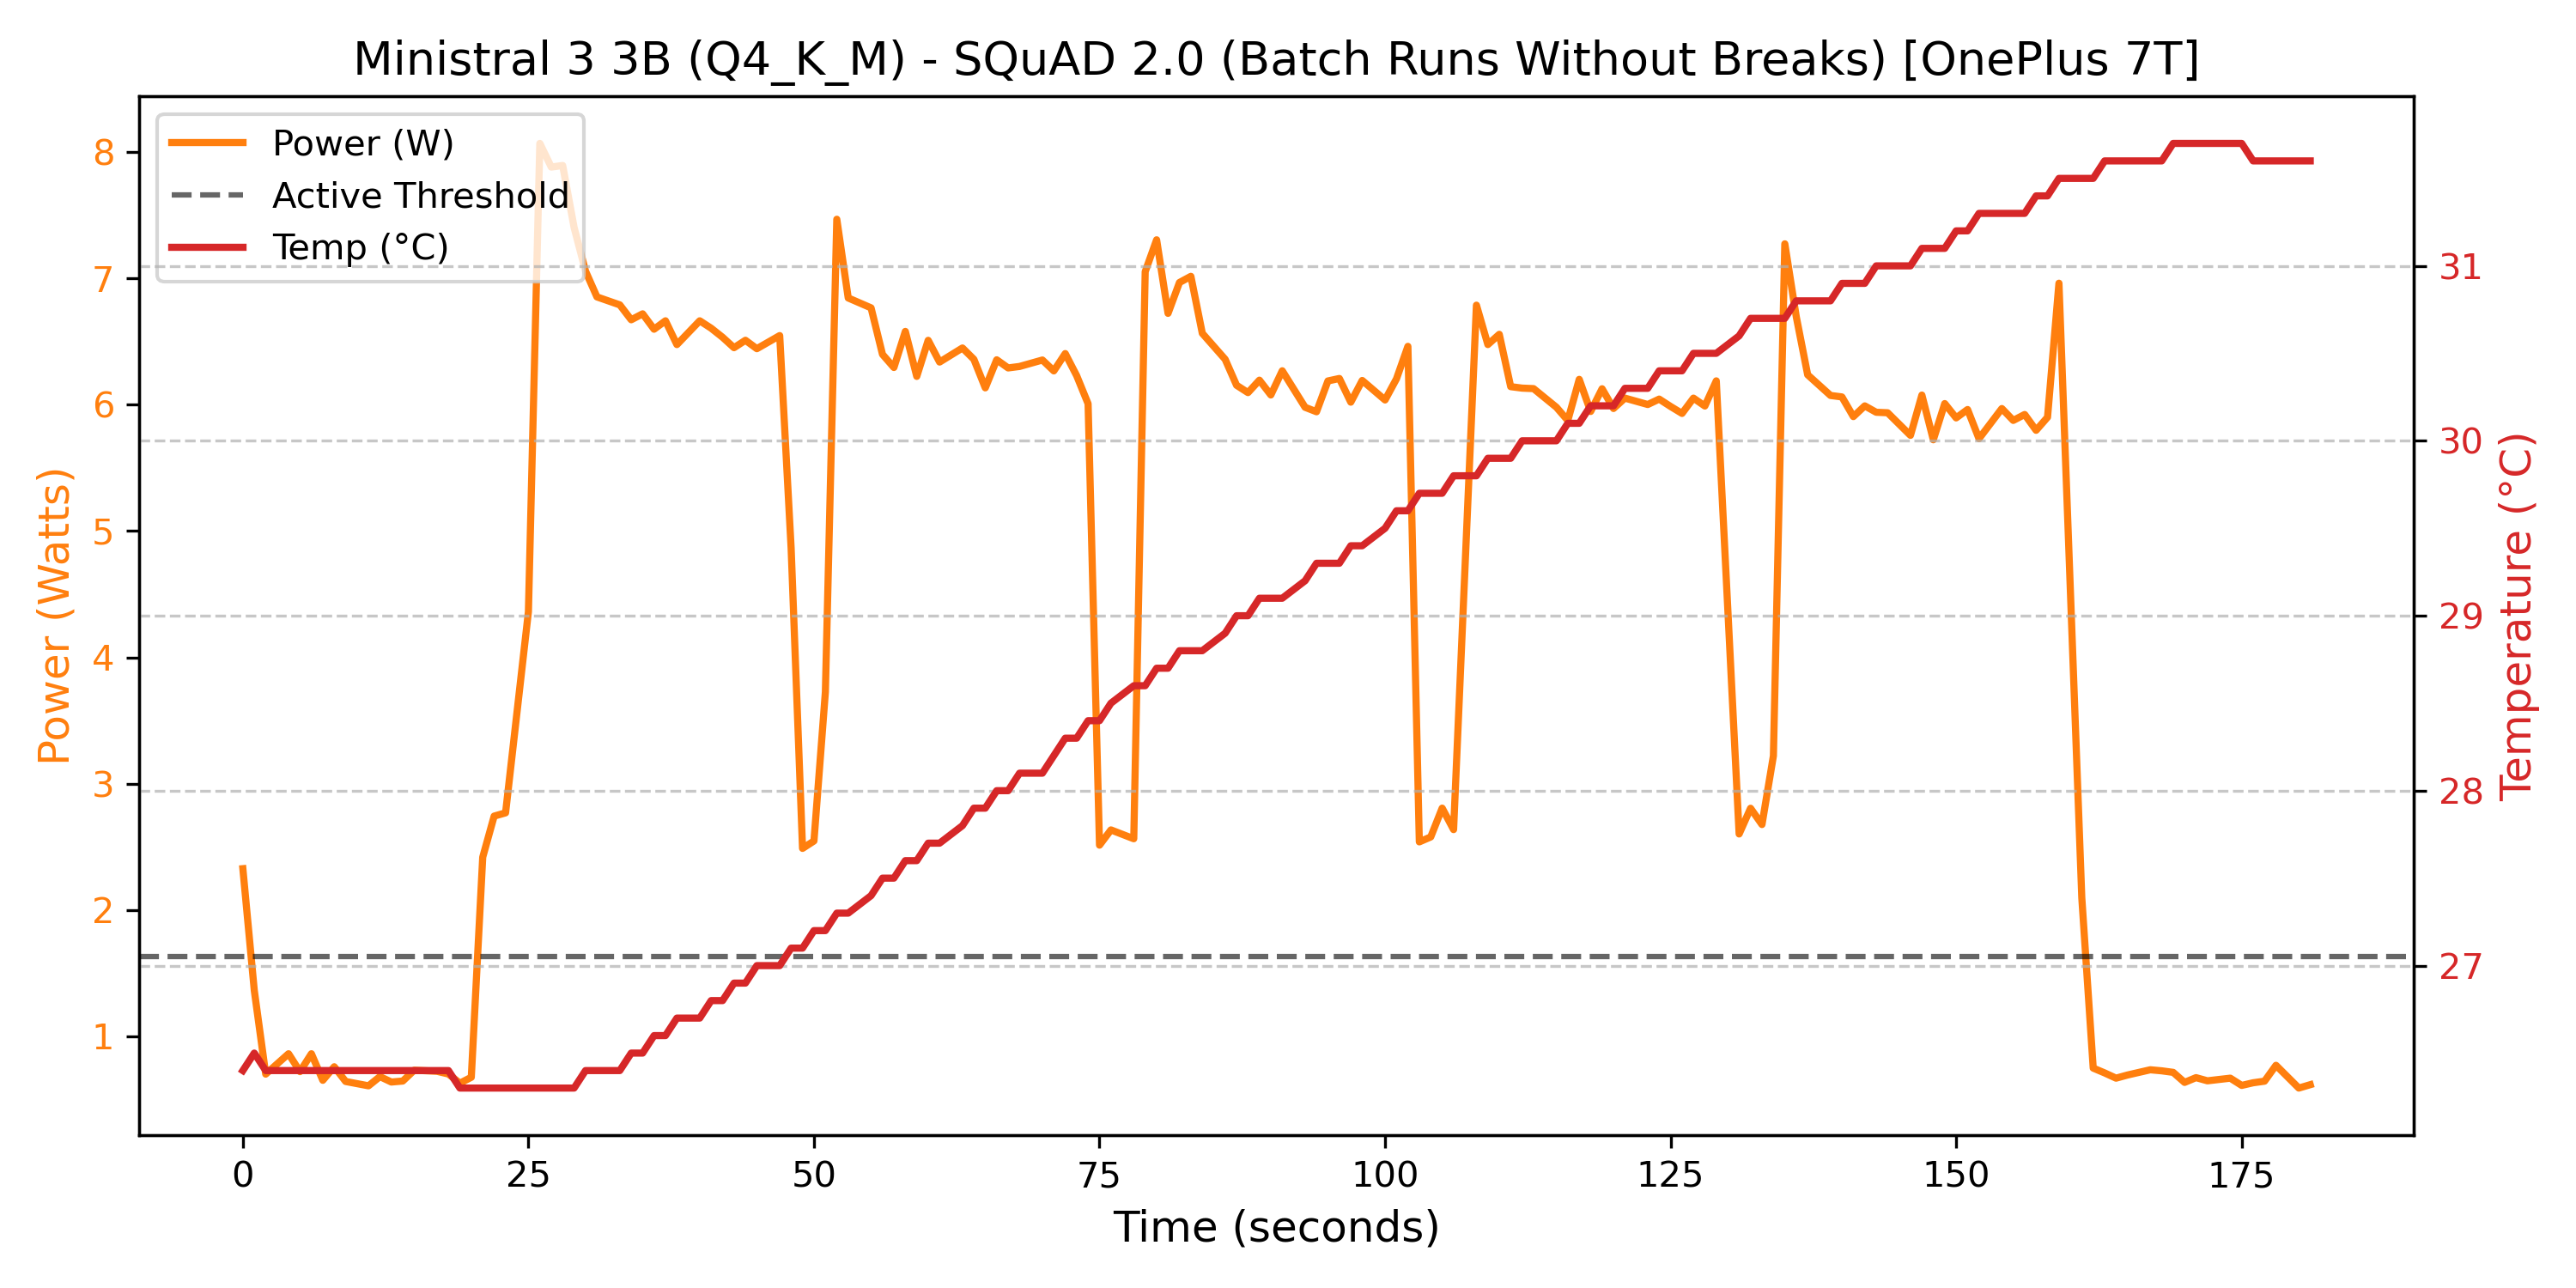 Ministral 3 3B (Q4_K_M) - SQuAD 2.0 (Batch Runs Without Breaks) [OnePlus 7T]
Power (W)
Active Threshold
Temp (°C)
8
7
6
5
4
3
2
1
Power (Watts)
31
30
29
28
27
Temperature (°C)
0 25 50 75 100 125 150 175
Time (seconds)